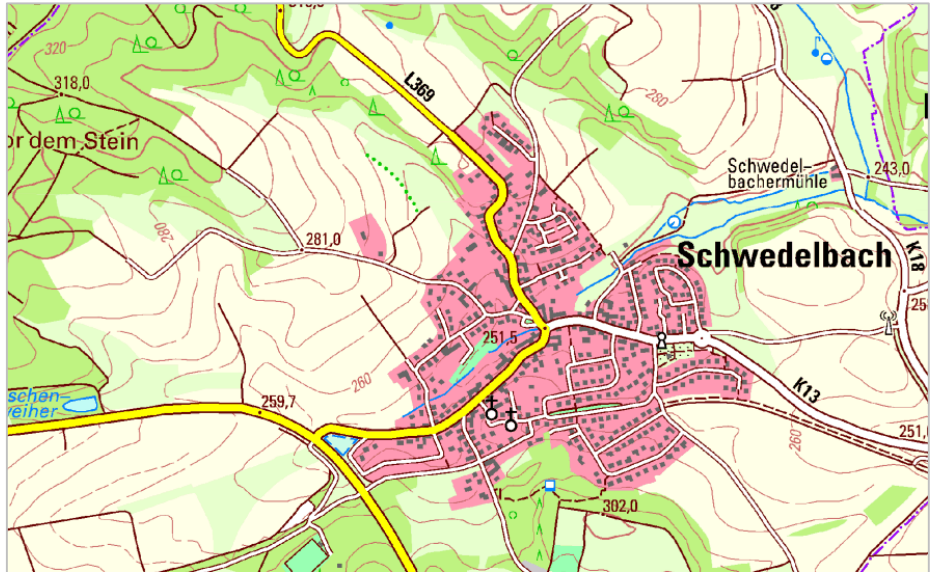 320
318,0
or dem Stein
L369
280
Schwedel-
bachermühle
243,0
280
281,0
Schwedelbach
K18
251,5
260
schen-
weiher
259,7
K13
260
251,
302,0